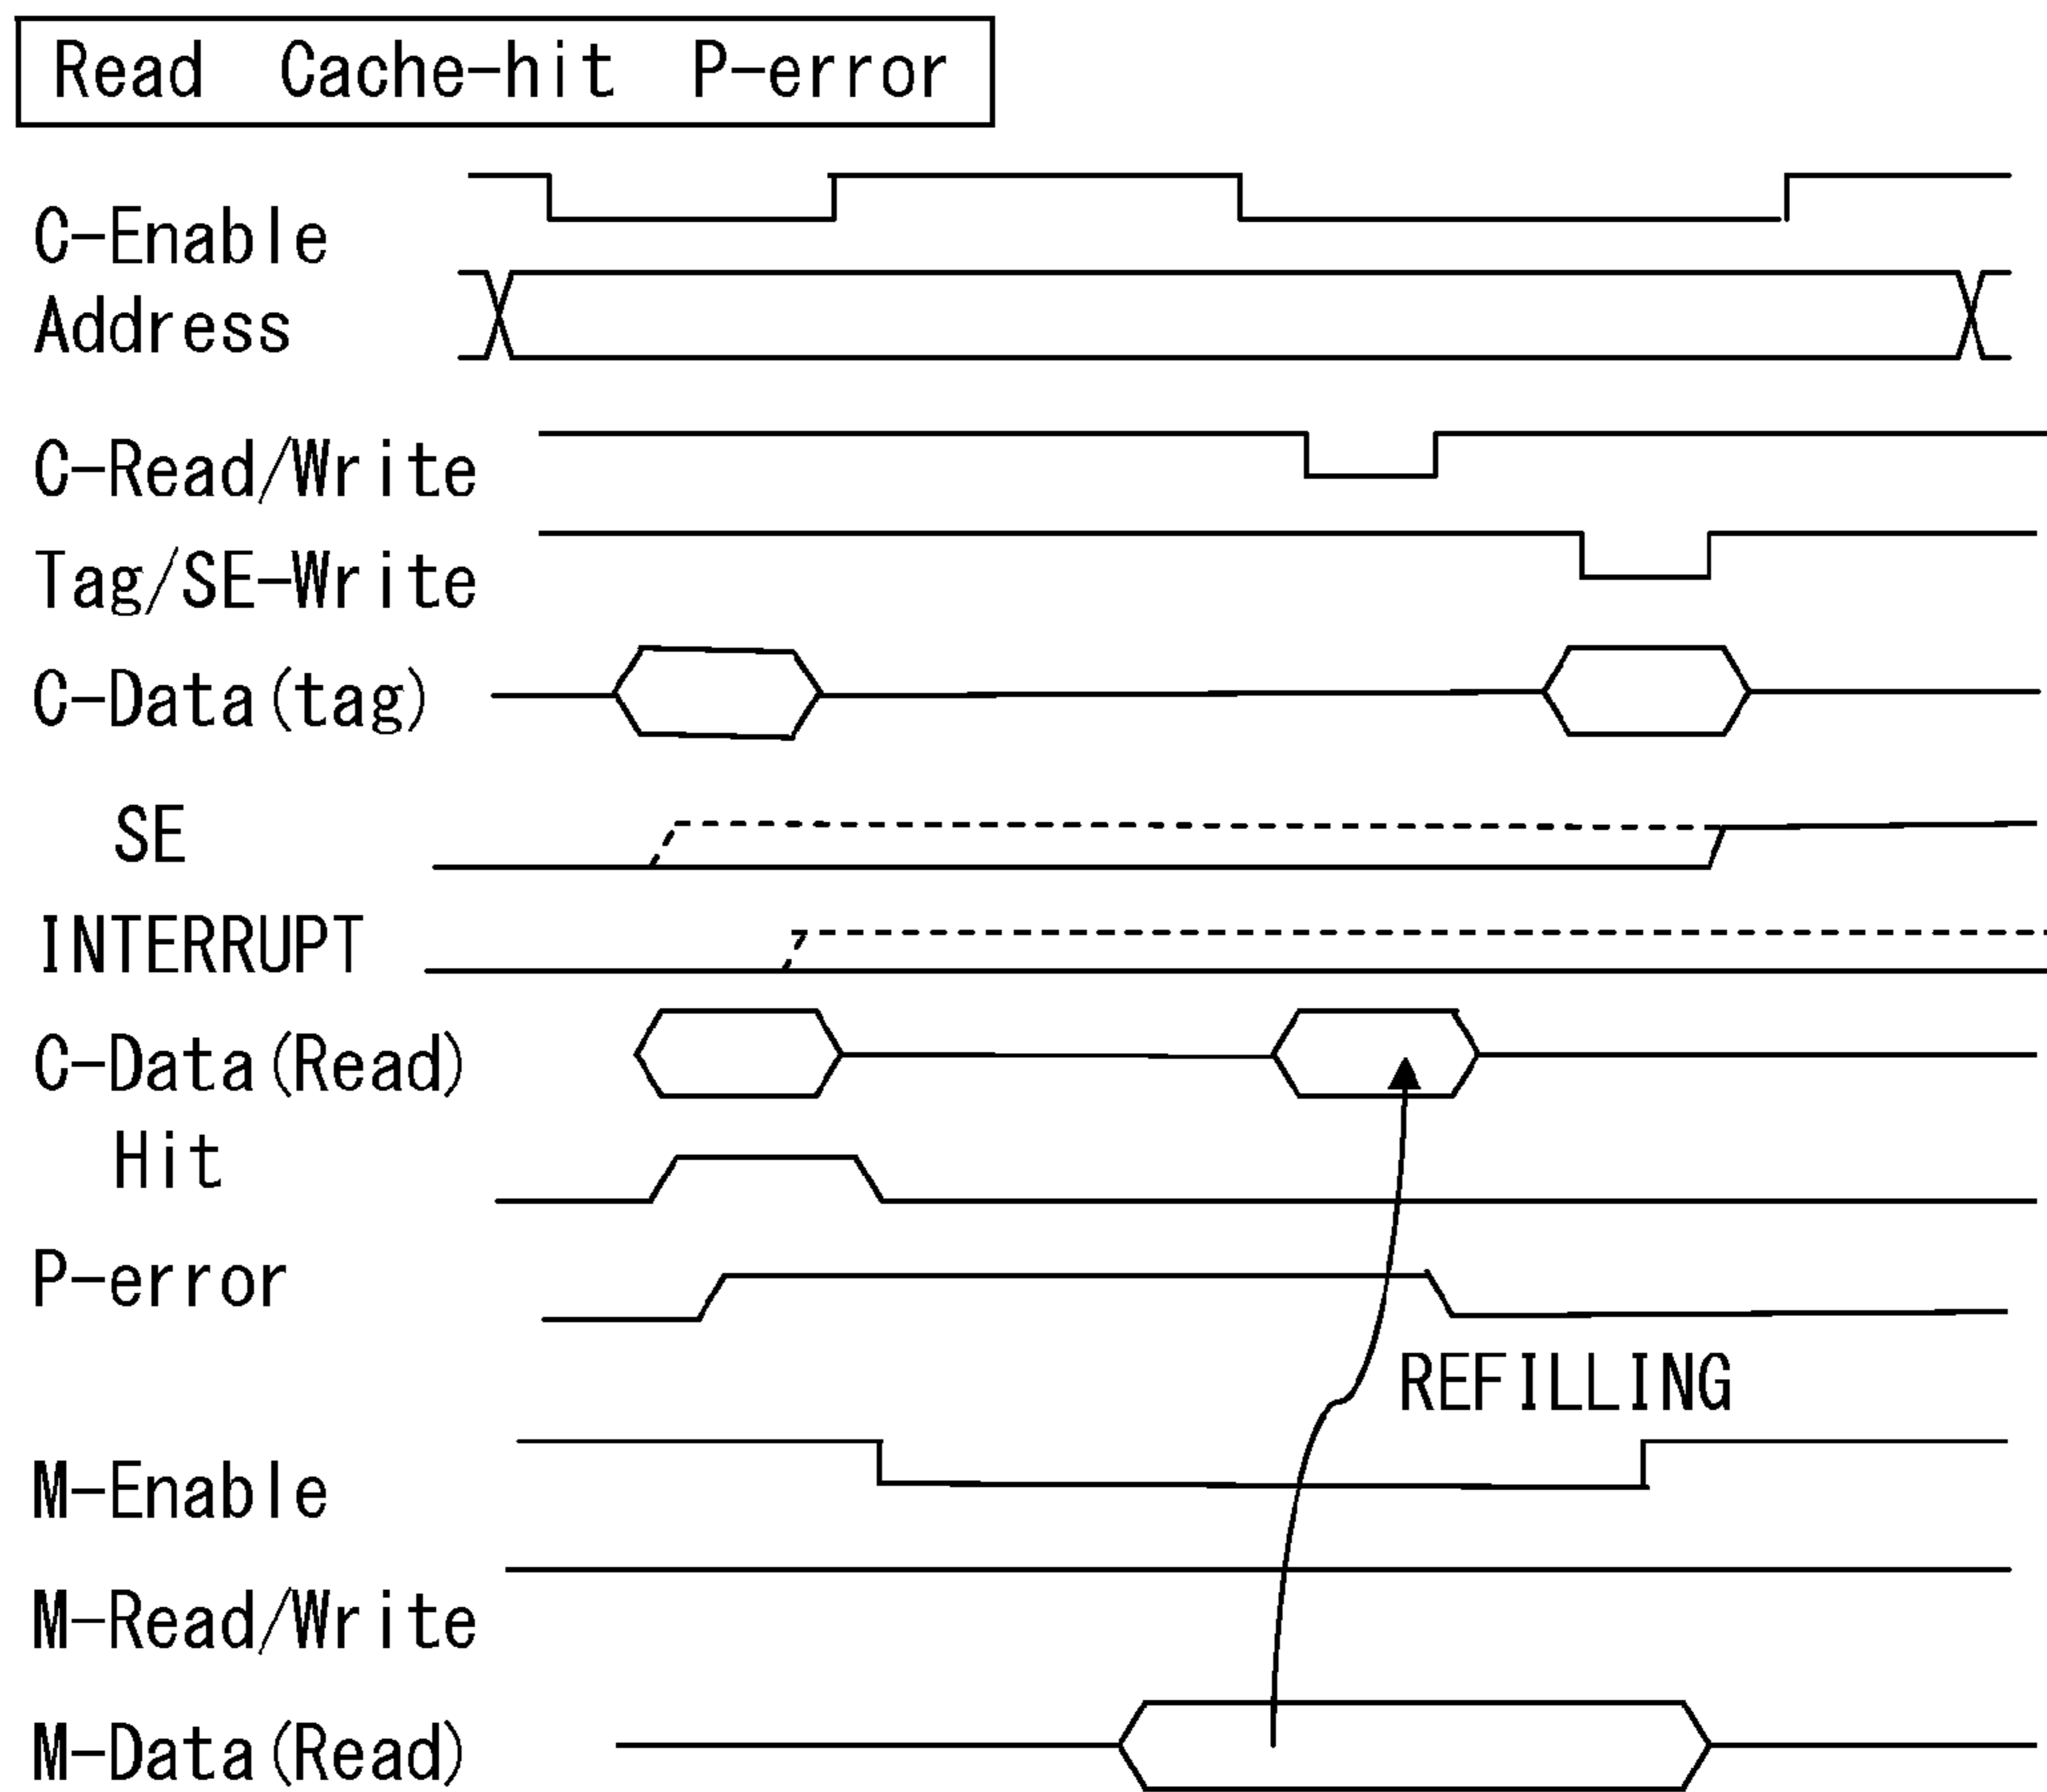 Read Cache-hit P-error
C-Enable
Address
C-Read/Write
Tag/SE-Write
C-Data(tag)
SE
INTERRUPT
C-Data(Read)
Hit
P-error
REFILLING
M-Enable
M-Read/Write
M-Data(Read)